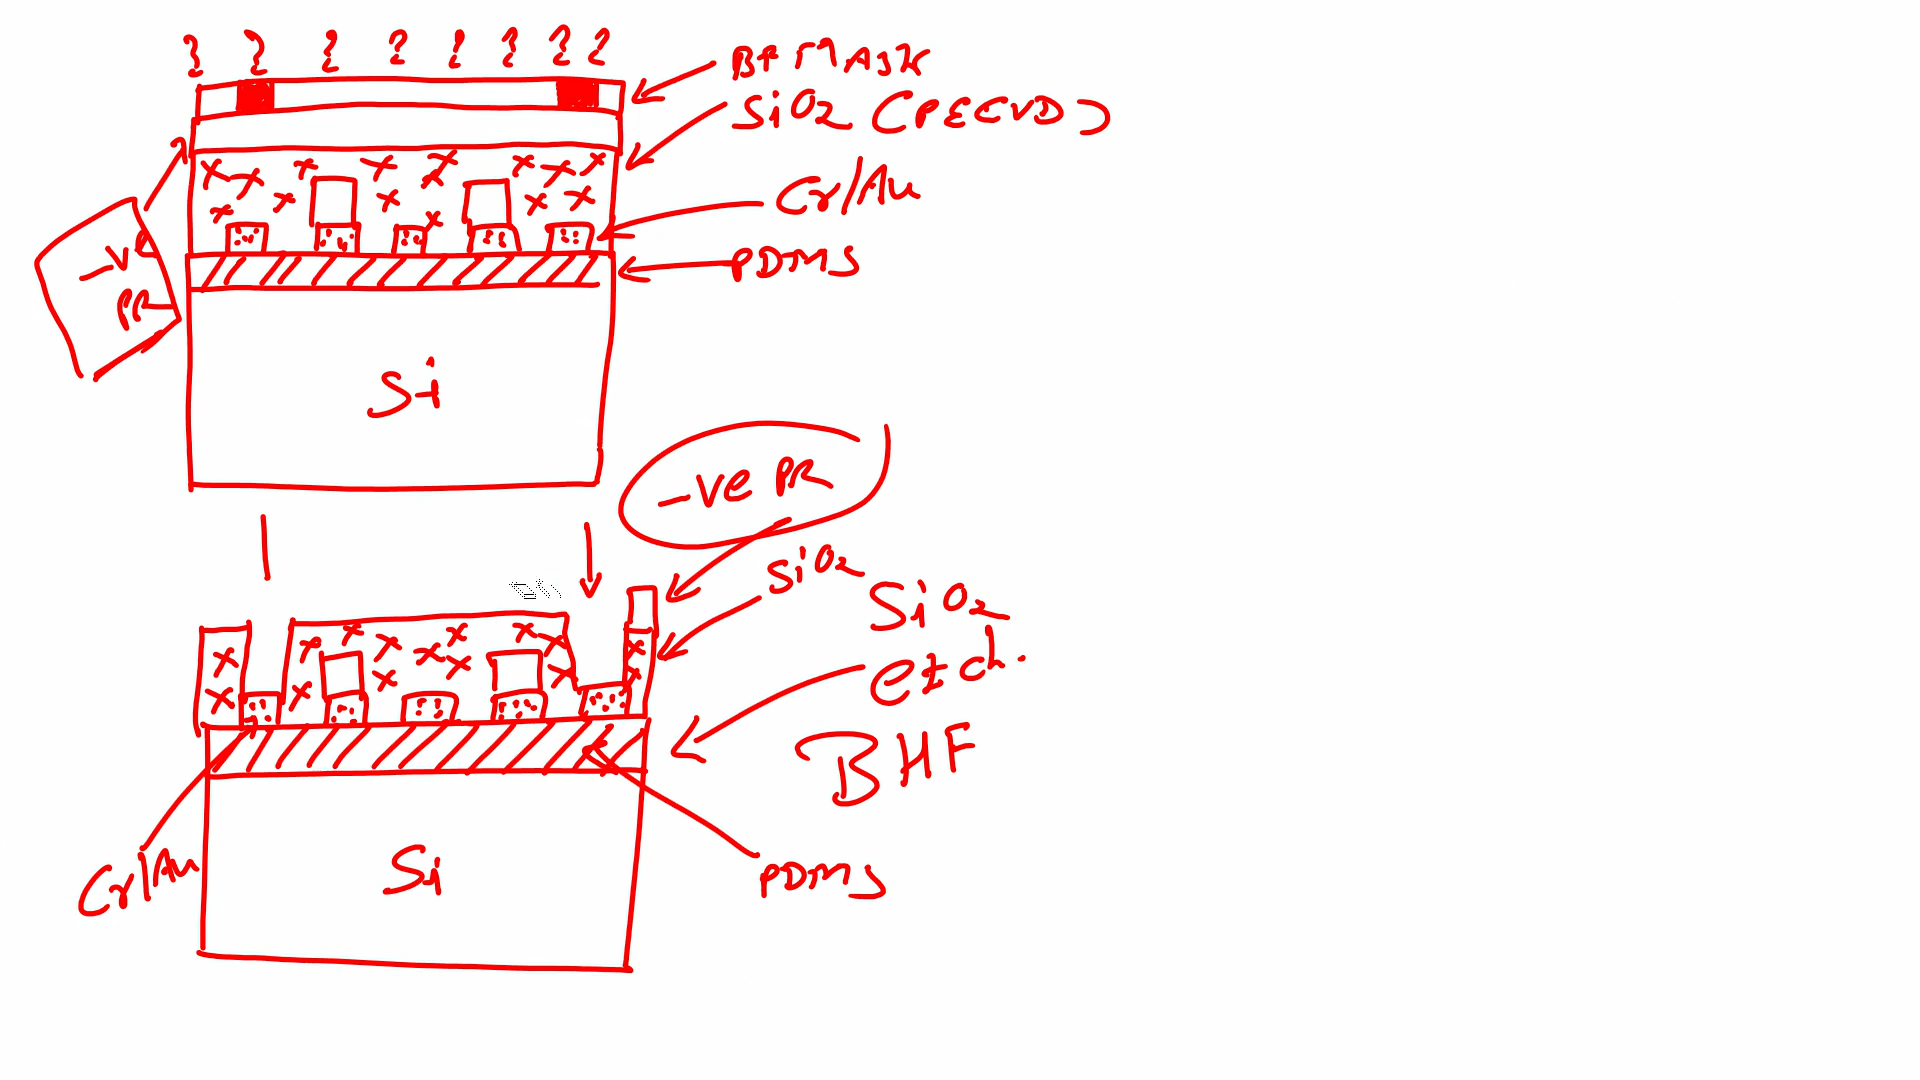 BF MASK
SiO2 (PECVD)
Cr/Au
PDMS
-ve
PR
Si
-ve PR
SiO2
SiO2
etch.
BHF
Cr/Au
Si
PDMS